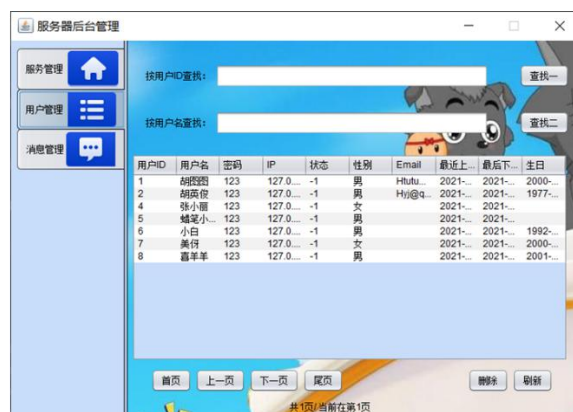 服务器后台管理
服务管理
用户管理
消息管理
按用户ID查找：
查找一
按用户名查找：
查找二
用户ID 用户名 密码 IP 状态 性别 Email 最近上... 最后下... 生日
1 胡图图 123 127.0.... -1 男 Htutu... 2021-... 2021-... 2000-...
2 胡英俊 123 127.0.... -1 男 Hyj@q... 2021-... 2021-... 1977-...
4 张小丽 123 127.0.... -1 女 2021-... 2021-...
5 蜡笔小... 123 127.0.... -1 男 2021-... 2021-...
6 小白 123 127.0.... -1 男 2021-... 2021-... 1992-...
7 美伢 123 127.0.... -1 女 2021-... 2021-... 2000-...
8 喜羊羊 123 127.0.... -1 男 2021-... 2021-... 2001-...
首页 上一页 下一页 尾页 删除 刷新
共1页/当前在第1页